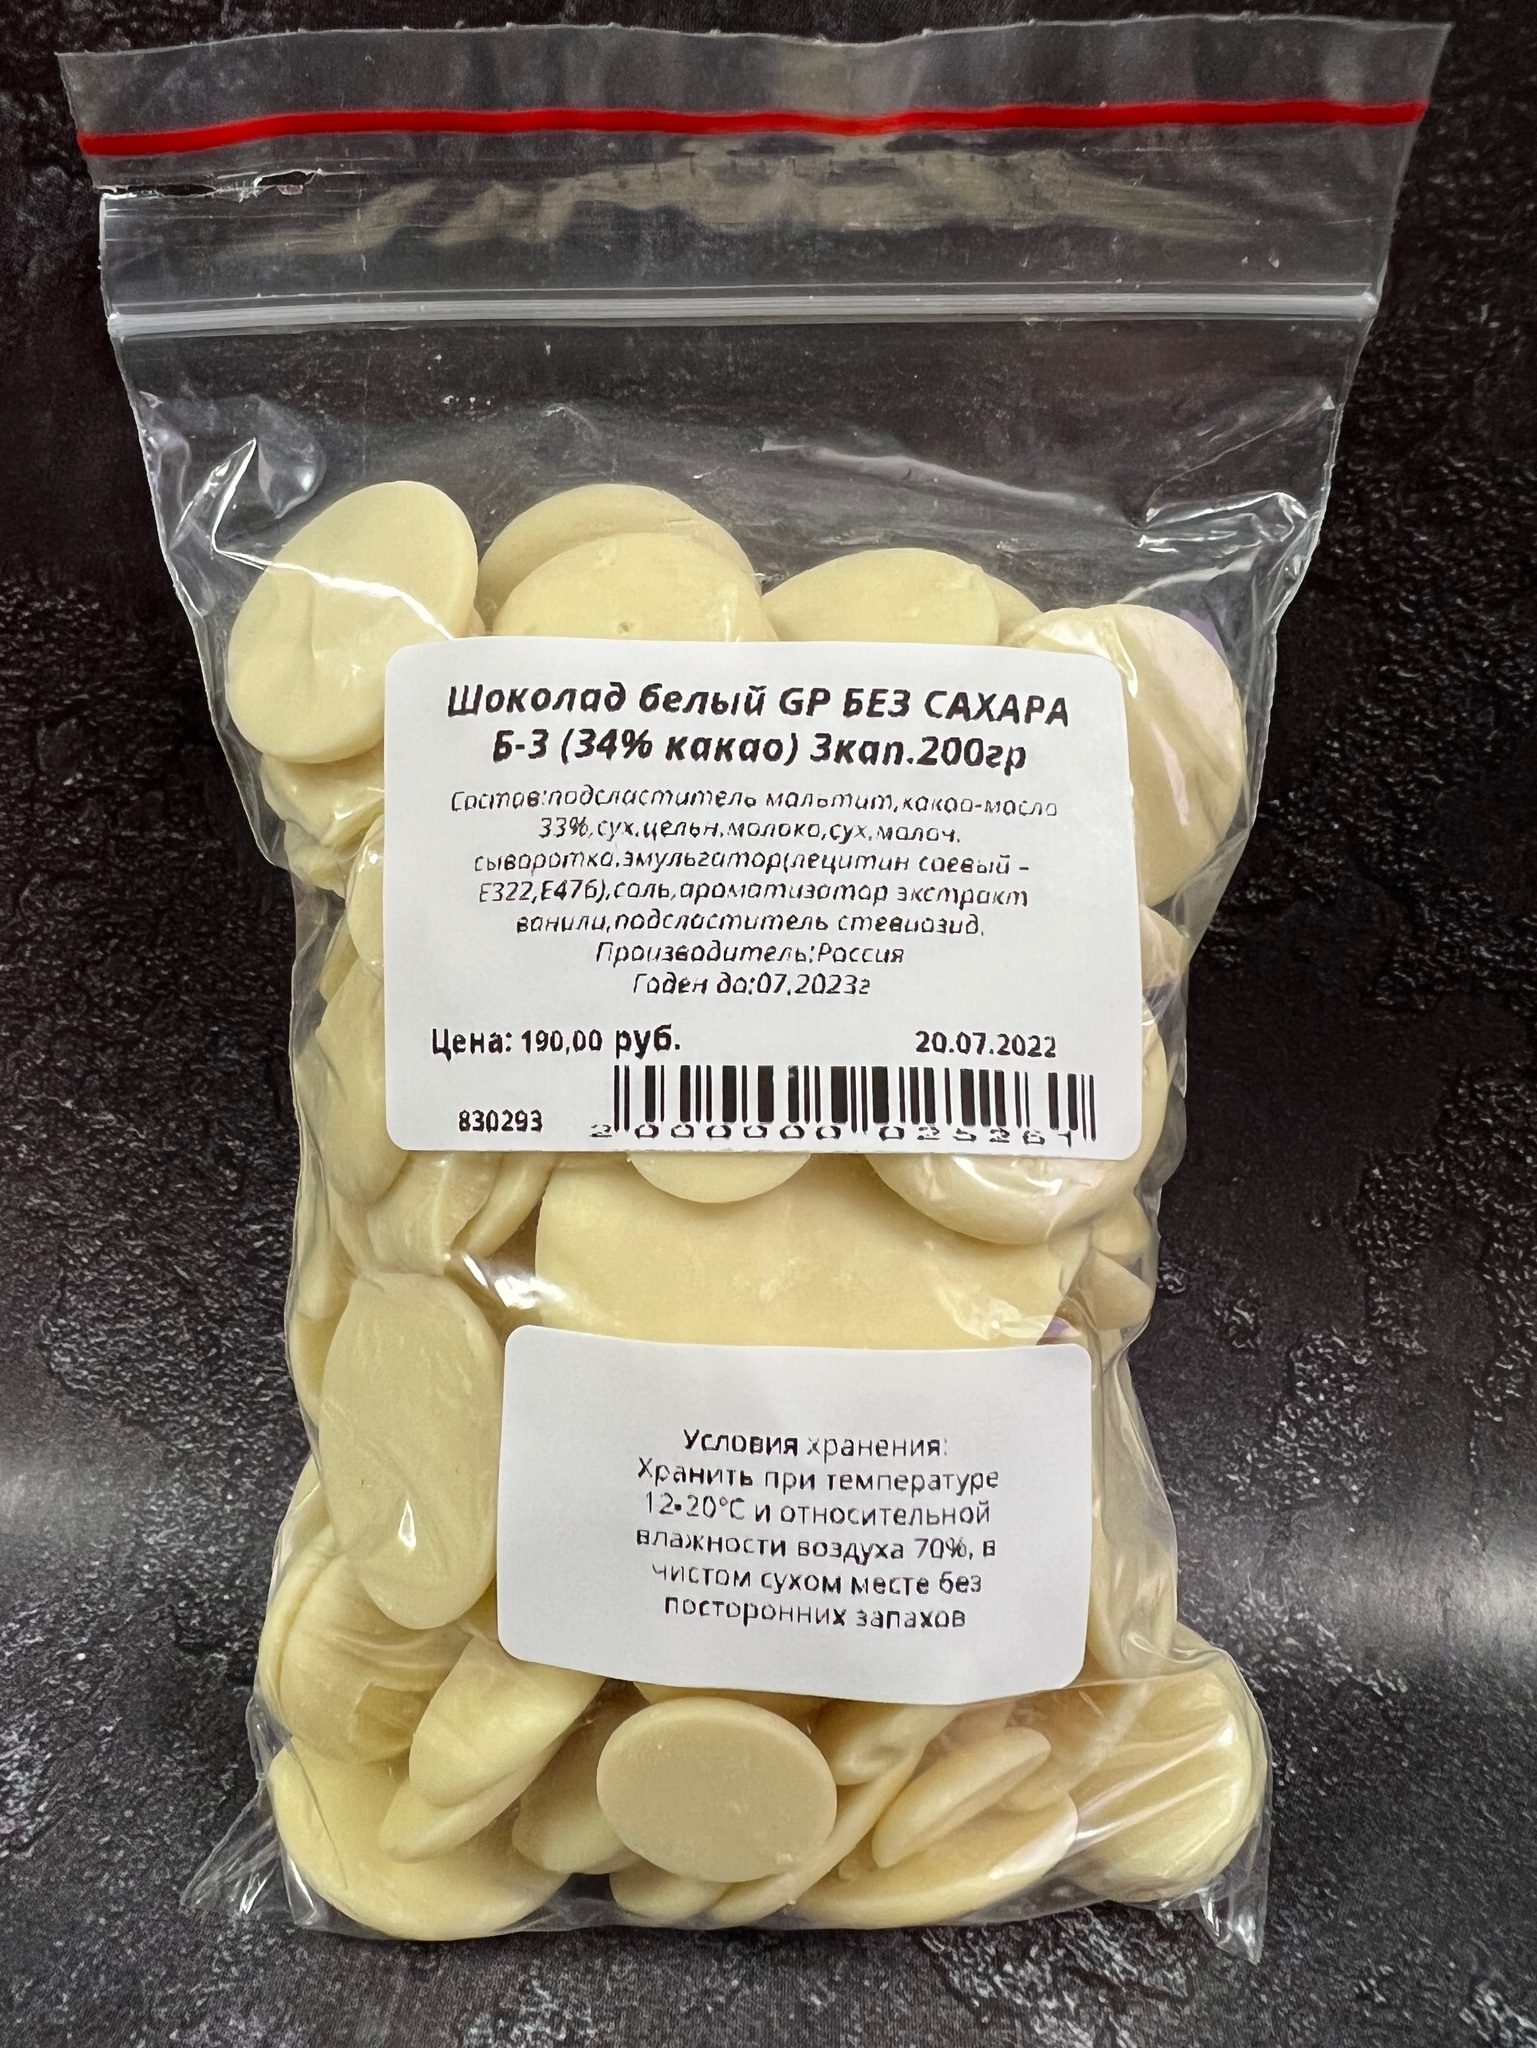 Шоколад белый GP БЕЗ САХАРА
Б-3 (34% какао) 3кап.200гр
Состав:подсластитель мальтит,какао-масло
33%,сух.цельн.молоко,сух.молоч.
сыворотка,эмульгатор(лецитин соевый -
Е322,Е476),соль,ароматизатор экстракт
ванили,подсластитель стевиозид.
Производитель:Россия
Годен до:07.2023г
Цена: 190,00 руб. 20.07.2022
830293 2 000000 025261
Условия хранения:
Хранить при температуре
12-20°С и относительной
влажности воздуха 70%, в
чистом сухом месте без
посторонних запахов